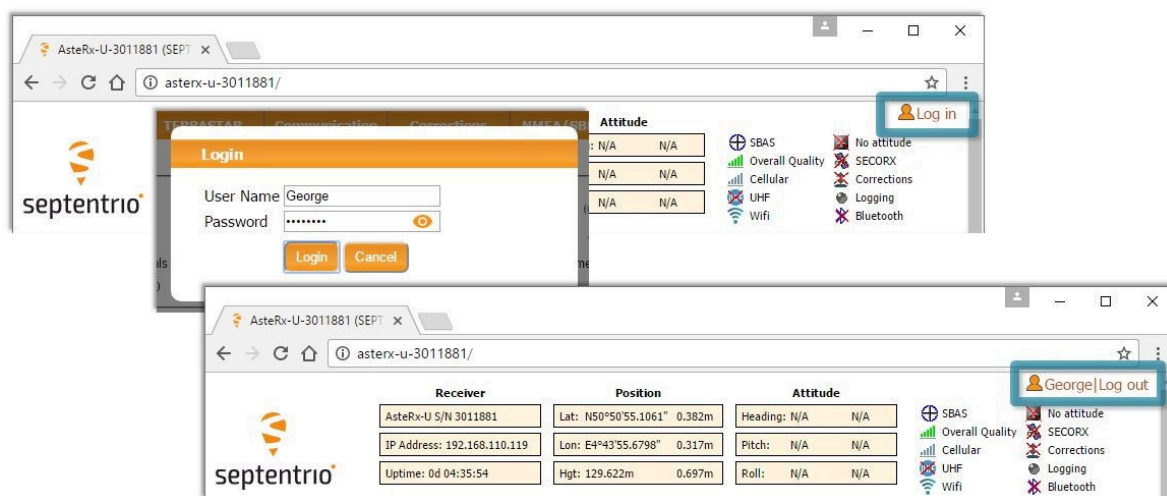 AsteRx-U-3011881 (SEPT
asterx-u-3011881/
Log in
TERRASTAR Communication Corrections NMEA/SB
Attitude
septentrio
Login
User Name George
Password ••••••••
Login Cancel
: N/A N/A
N/A N/A
N/A N/A
SBAS No attitude
Overall Quality SECORX
Cellular Corrections
UHF Logging
Wifi Bluetooth
AsteRx-U-3011881 (SEPT
asterx-u-3011881/
George|Log out
septentrio
Receiver Position Attitude
AsteRx-U S/N 3011881 Lat: N50°50'55.1061" 0.382m Heading: N/A N/A
IP Address: 192.168.110.119 Lon: E4°43'55.6798" 0.317m Pitch: N/A N/A
Uptime: 0d 04:35:54 Hgt: 129.622m 0.697m Roll: N/A N/A
SBAS No attitude
Overall Quality SECORX
Cellular Corrections
UHF Logging
Wifi Bluetooth